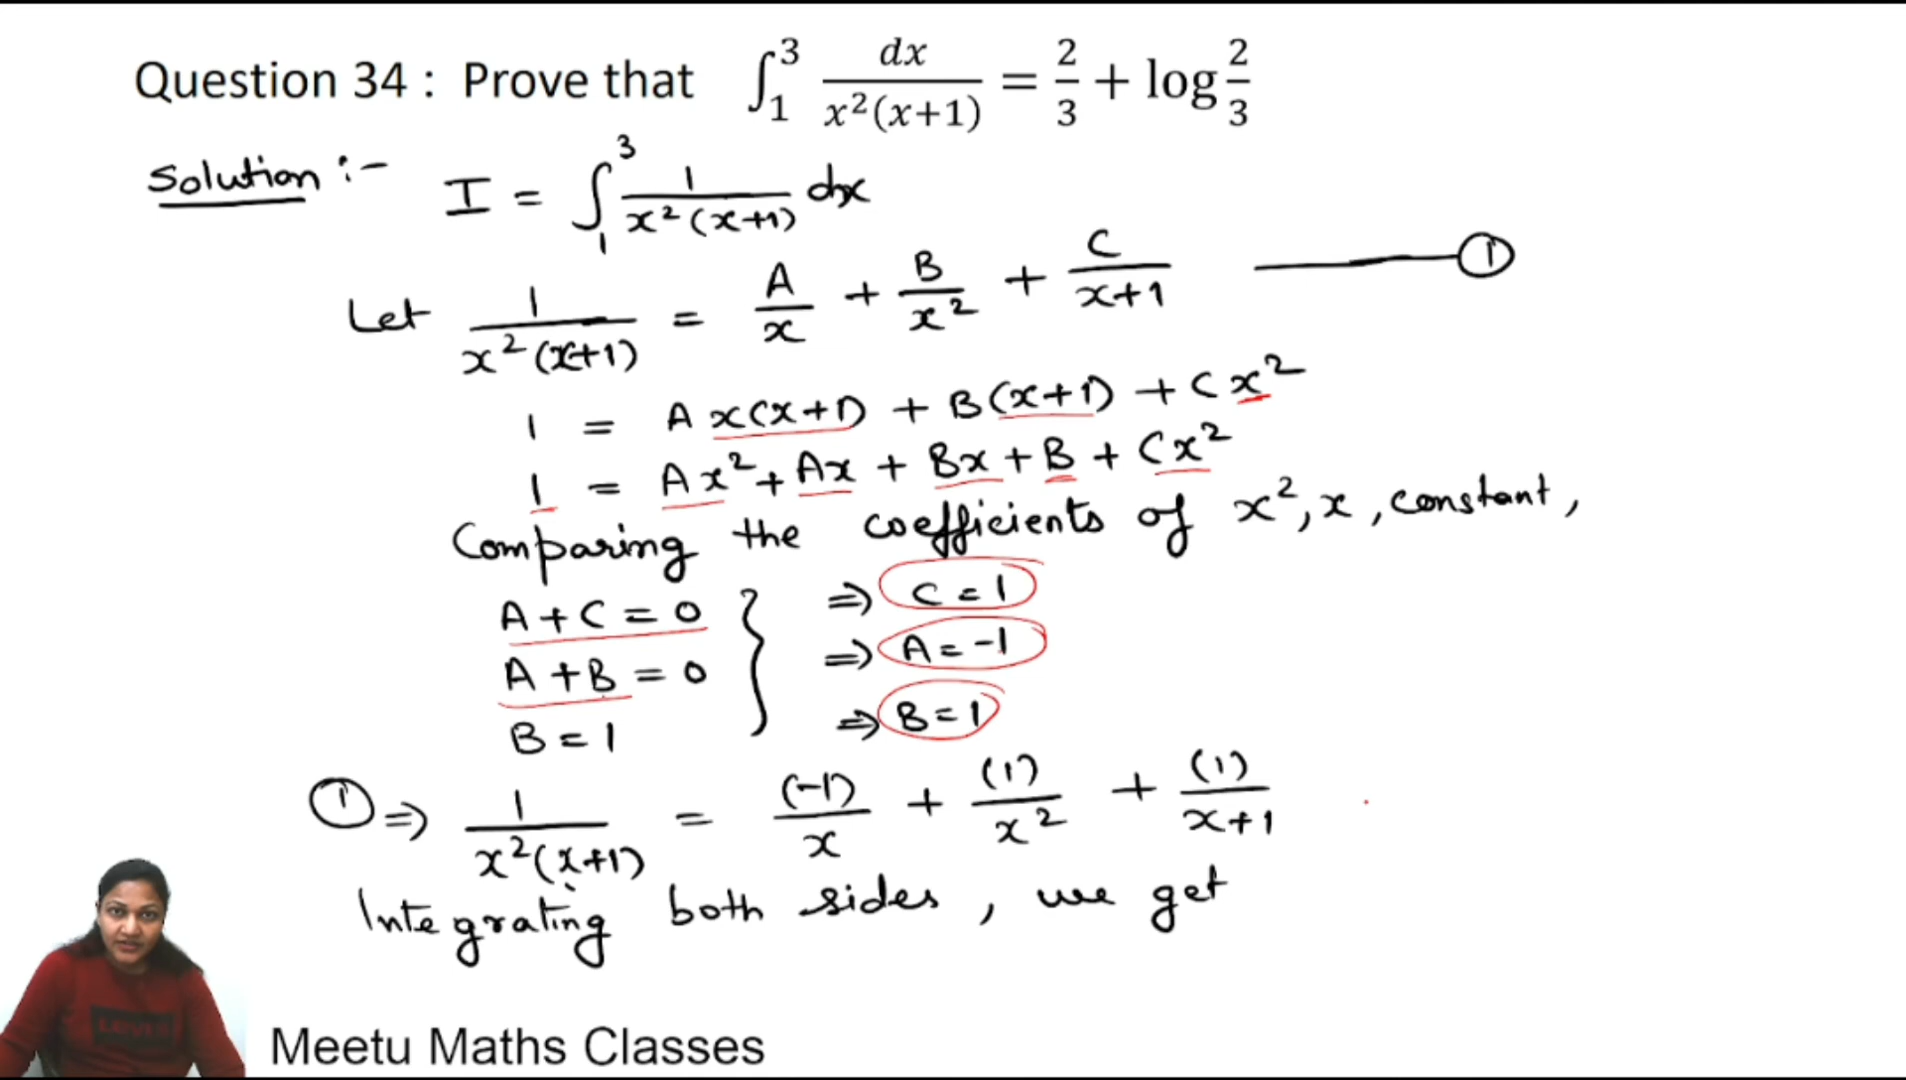 Question 34 : Prove that ∫₁³ dx/(x²(x+1)) = 2/3 + log 2/3
Solution :- I = ∫₁³ 1/(x²(x+1)) dx
Let 1/(x²(x+1)) = A/x + B/x² + C/(x+1) ——— ①
1 = A x(x+1) + B(x+1) + C x²
1 = Ax² + Ax + Bx + B + Cx²
Comparing the coefficients of x², x, constant,
A + C = 0 ⇒ C = 1
A + B = 0 ⇒ A = -1
B = 1 ⇒ B = 1
① ⇒ 1/(x²(x+1)) = (-1)/x + (1)/x² + (1)/(x+1)
Integrating both sides, we get
Meetu Maths Classes